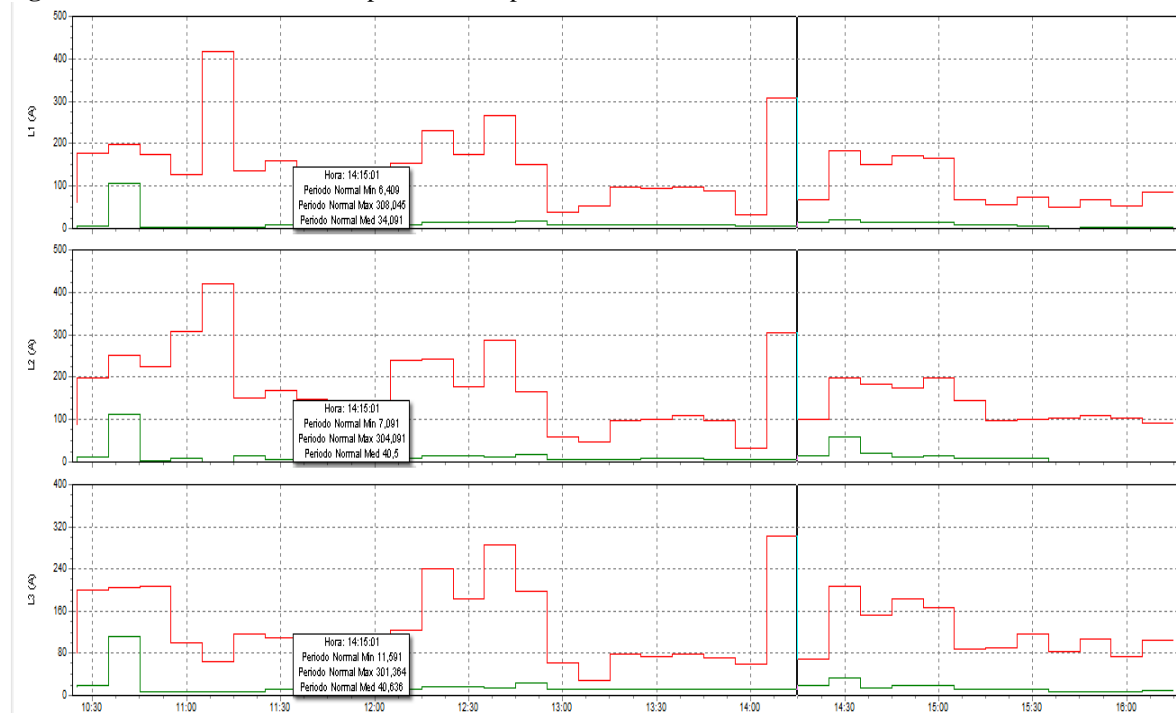 500
400
300
200
100
0
L1 (A)
Hora: 14:15:01
Periodo Normal Min 6,409
Periodo Normal Max 308,045
Periodo Normal Med 34,091
500
400
300
200
100
0
L2 (A)
Hora: 14:15:01
Periodo Normal Min 7,091
Periodo Normal Max 304,091
Periodo Normal Med 40,5
400
320
240
160
80
0
L3 (A)
Hora: 14:15:01
Periodo Normal Min 11,591
Periodo Normal Max 301,364
Periodo Normal Med 40,636
10:30 11:00 11:30 12:00 12:30 13:00 13:30 14:00 14:30 15:00 15:30 16:00